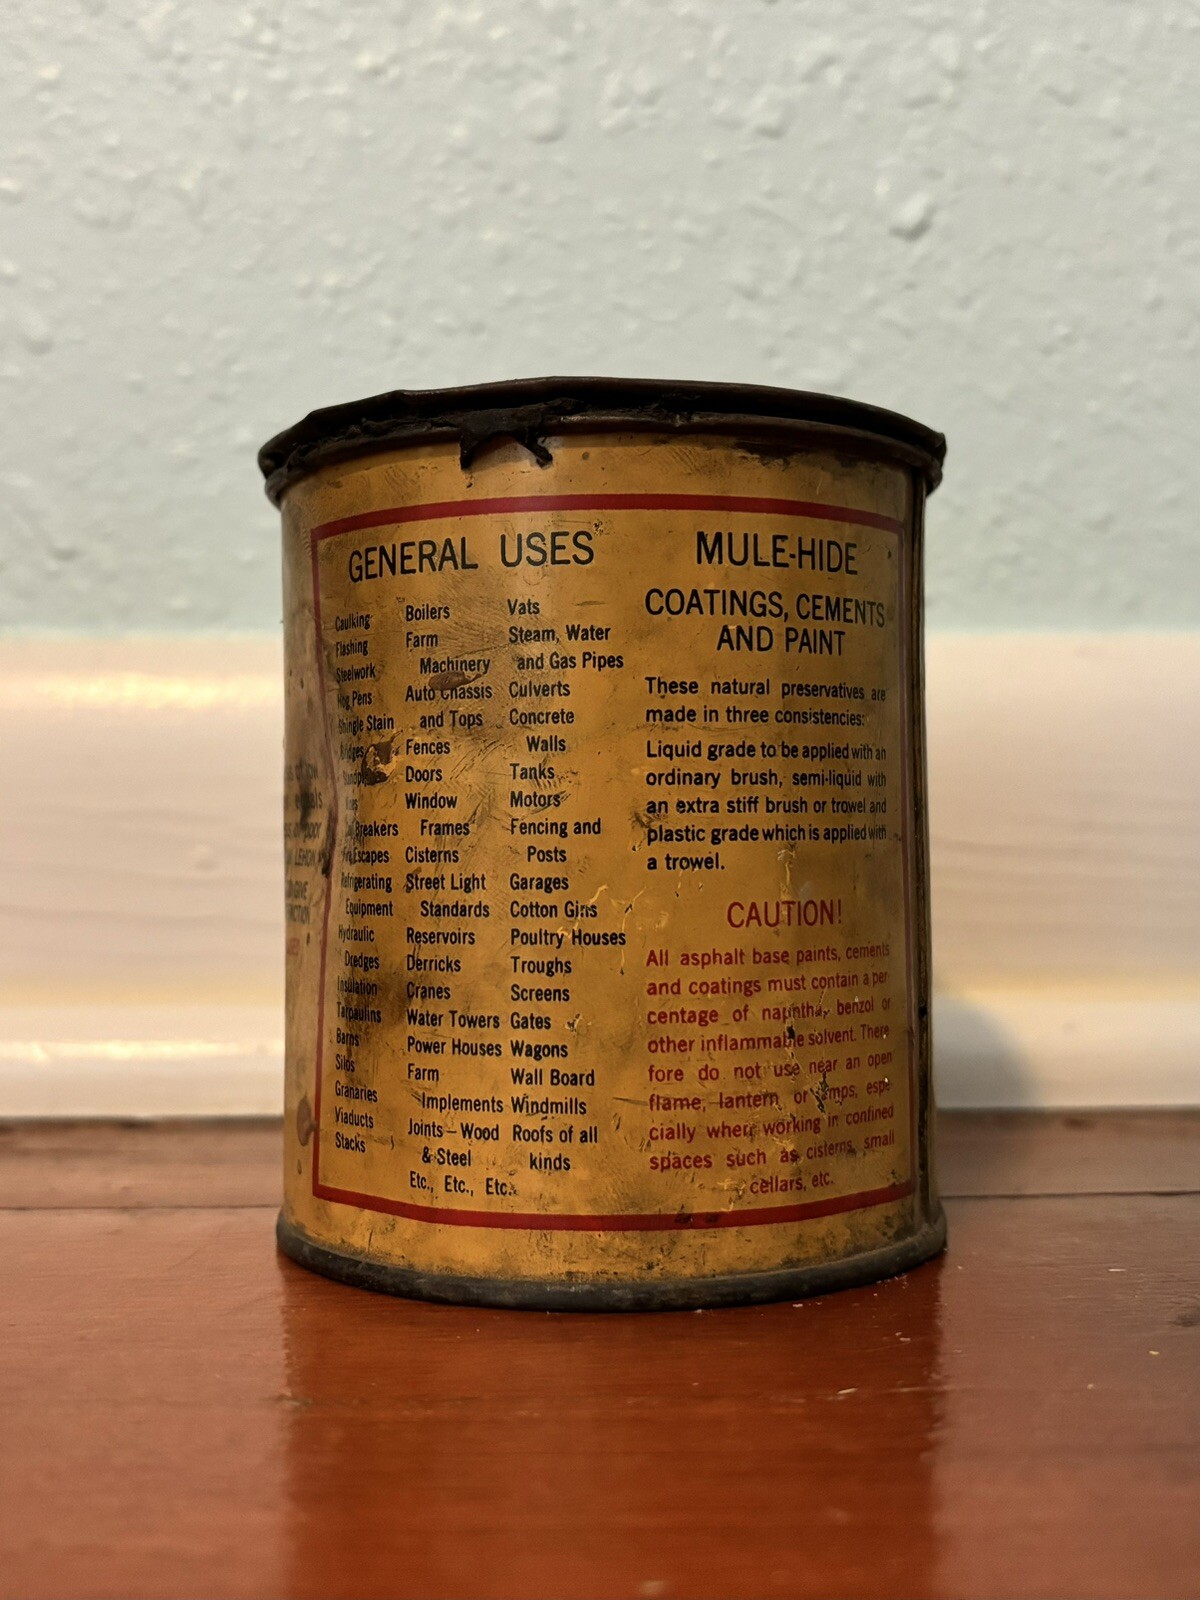 GENERAL USES
Caulking
Flashing
Steelwork
Hog Pens
Shingle Stain
Bridges
Breakers
Fire Escapes
Refrigerating
Equipment
Hydraulic
Dredges
Insulation
Tarpaulins
Barns
Silos
Granaries
Viaducts
Stacks
Boilers
Farm
Machinery
Auto Chassis
and Tops
Fences
Doors
Window
Frames
Cisterns
Street Light
Standards
Reservoirs
Derricks
Cranes
Water Towers
Power Houses
Farm
Implements
Joints—Wood
& Steel
Etc., Etc., Etc.
Vats
Steam, Water
and Gas Pipes
Culverts
Concrete
Walls
Tanks
Motors
Fencing and
Posts
Garages
Cotton Gins
Poultry Houses
Troughs
Screens
Gates
Wagons
Wall Board
Windmills
Roofs of all
kinds
MULE-HIDE
COATINGS, CEMENTS
AND PAINT
These natural preservatives are
made in three consistencies:
Liquid grade to be applied with an
ordinary brush, semi-liquid with
an extra stiff brush or trowel and
plastic grade which is applied with
a trowel.
CAUTION!
All asphalt base paints, cements
and coatings must contain a per-
centage of naphtha, benzol or
other inflammable solvent. There
fore do not use near an open
flame, lantern or lamps, espe
cially when working in confined
spaces such as cisterns, small
cellars, etc.